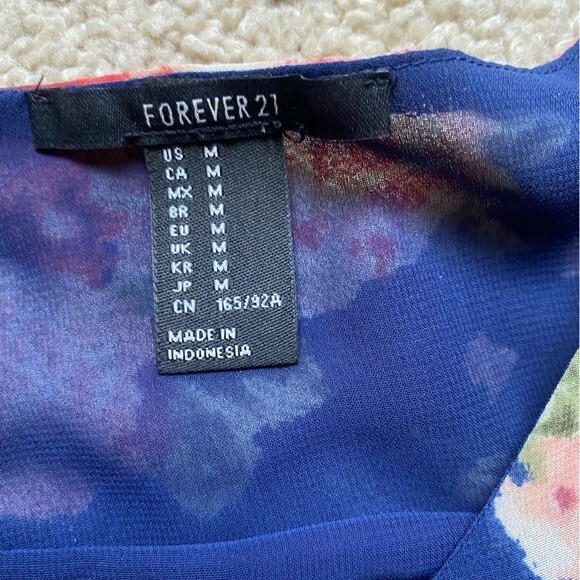 FOREVER 21
US M
CA M
MX M
BR M
EU M
UK M
KR M
JP M
CN 165/92A
MADE IN
INDONESIA